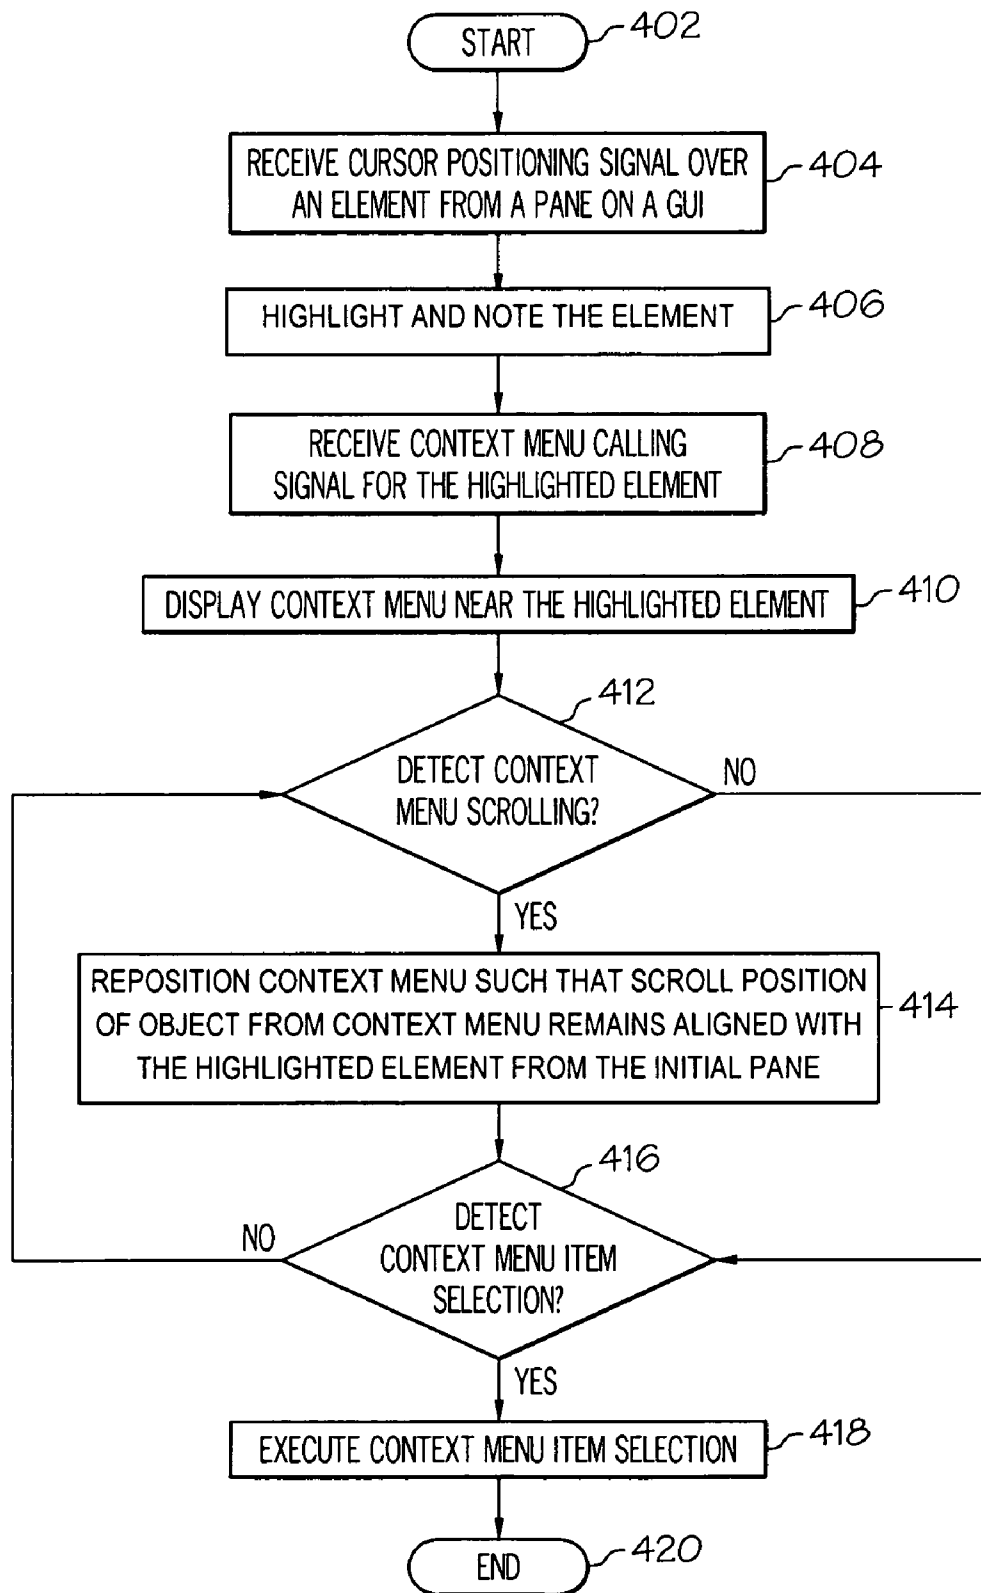 START
402
RECEIVE CURSOR POSITIONING SIGNAL OVER
AN ELEMENT FROM A PANE ON A GUI
404
HIGHLIGHT AND NOTE THE ELEMENT
406
RECEIVE CONTEXT MENU CALLING
SIGNAL FOR THE HIGHLIGHTED ELEMENT
408
DISPLAY CONTEXT MENU NEAR THE HIGHLIGHTED ELEMENT
410
412
DETECT CONTEXT
MENU SCROLLING?
NO
YES
REPOSITION CONTEXT MENU SUCH THAT SCROLL POSITION
OF OBJECT FROM CONTEXT MENU REMAINS ALIGNED WITH
THE HIGHLIGHTED ELEMENT FROM THE INITIAL PANE
414
416
DETECT
CONTEXT MENU ITEM
SELECTION?
NO
YES
EXECUTE CONTEXT MENU ITEM SELECTION
418
END
420